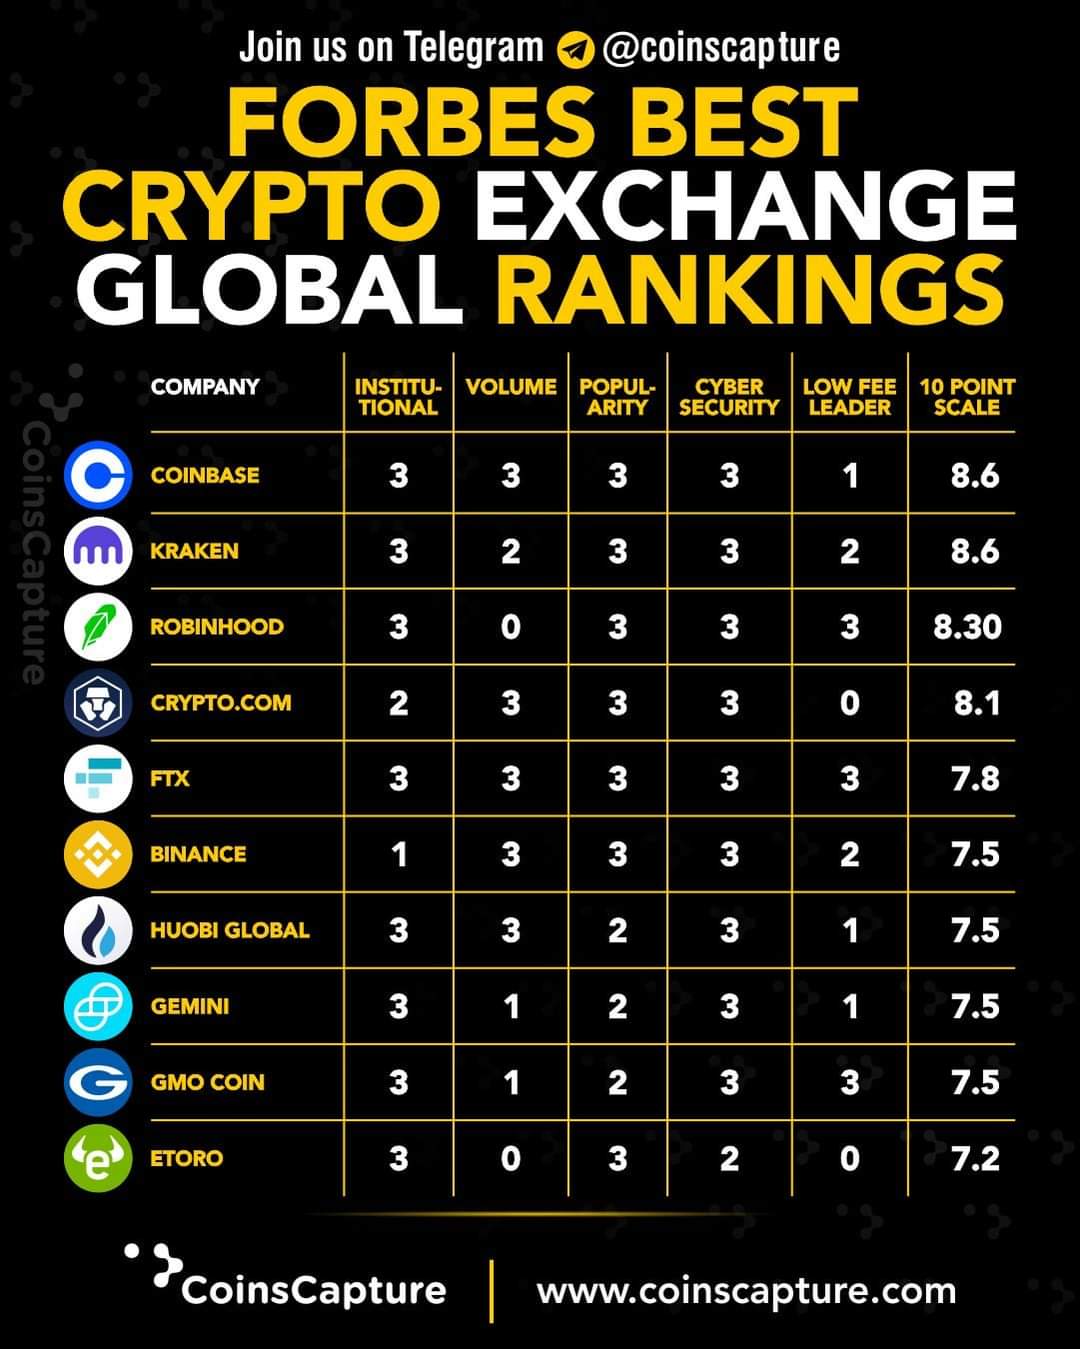 Join us on Telegram @coinscapture
FORBES BEST
CRYPTO EXCHANGE
GLOBAL RANKINGS
COMPANY INSTITU-TIONAL VOLUME POPUL-ARITY CYBER SECURITY LOW FEE LEADER 10 POINT SCALE
COINBASE 3 3 3 3 1 8.6
KRAKEN 3 2 3 3 2 8.6
ROBINHOOD 3 0 3 3 3 8.30
CRYPTO.COM 2 3 3 3 0 8.1
FTX 3 3 3 3 3 7.8
BINANCE 1 3 3 3 2 7.5
HUOBI GLOBAL 3 3 2 3 1 7.5
GEMINI 3 1 2 3 1 7.5
GMO COIN 3 1 2 3 3 7.5
ETORO 3 0 3 2 0 7.2
CoinsCapture
CoinsCapture | www.coinscapture.com